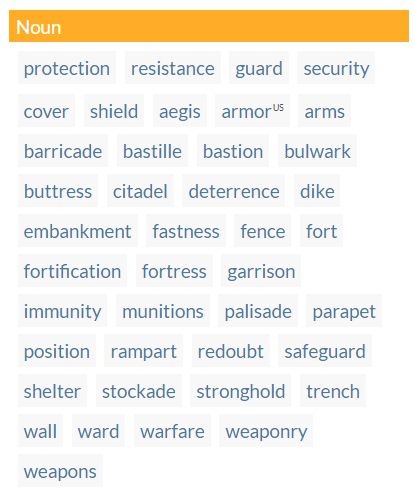 Noun
protection resistance guard security
cover shield aegis armorUS arms
barricade bastille bastion bulwark
buttress citadel deterrence dike
embankment fastness fence fort
fortification fortress garrison
immunity munitions palisade parapet
position rampart redoubt safeguard
shelter stockade stronghold trench
wall ward warfare weaponry
weapons